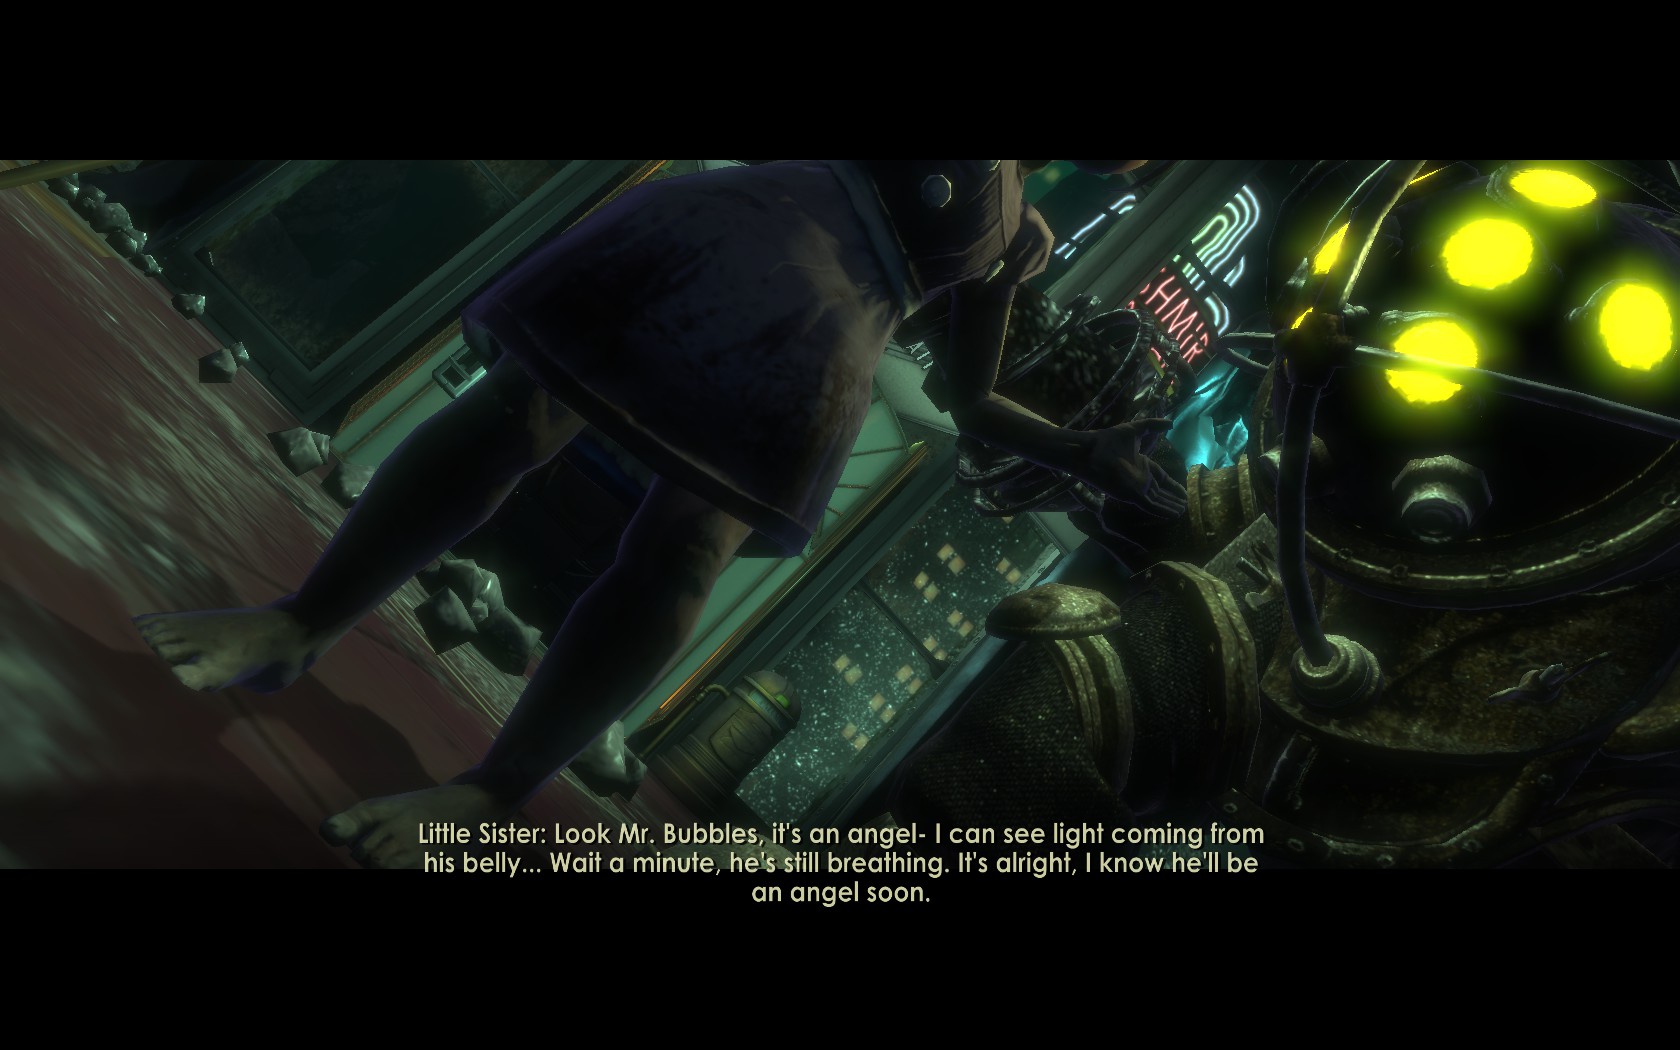 HMIR
Little Sister: Look Mr. Bubbles, it's an angel- I can see light coming from
his belly... Wait a minute, he's still breathing. It's alright, I know he'll be
an angel soon.